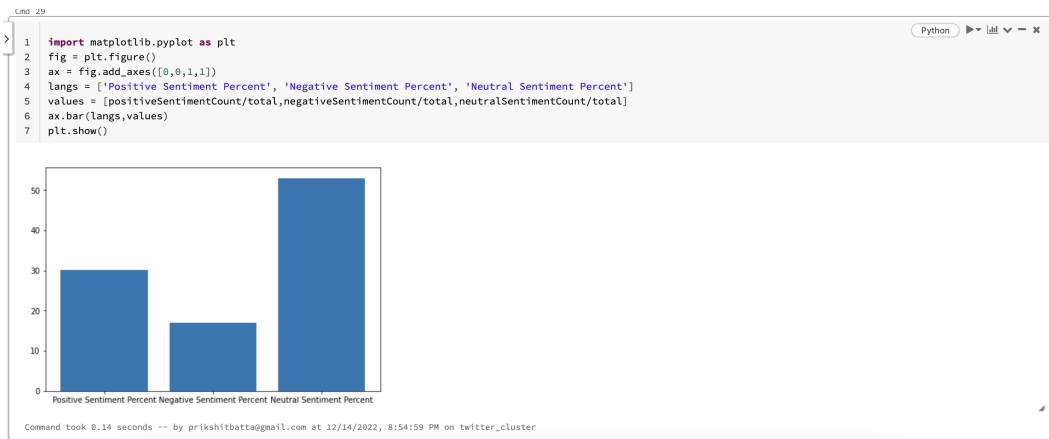 Cmd 29
Python
1 import matplotlib.pyplot as plt
2 fig = plt.figure()
3 ax = fig.add_axes([0,0,1,1])
4 langs = ['Positive Sentiment Percent', 'Negative Sentiment Percent', 'Neutral Sentiment Percent']
5 values = [positiveSentimentCount/total,negativeSentimentCount/total,neutralSentimentCount/total]
6 ax.bar(langs,values)
7 plt.show()
50
40
30
20
10
0
Positive Sentiment Percent Negative Sentiment Percent Neutral Sentiment Percent
Command took 0.14 seconds -- by prikshitbatta@gmail.com at 12/14/2022, 8:54:59 PM on twitter_cluster